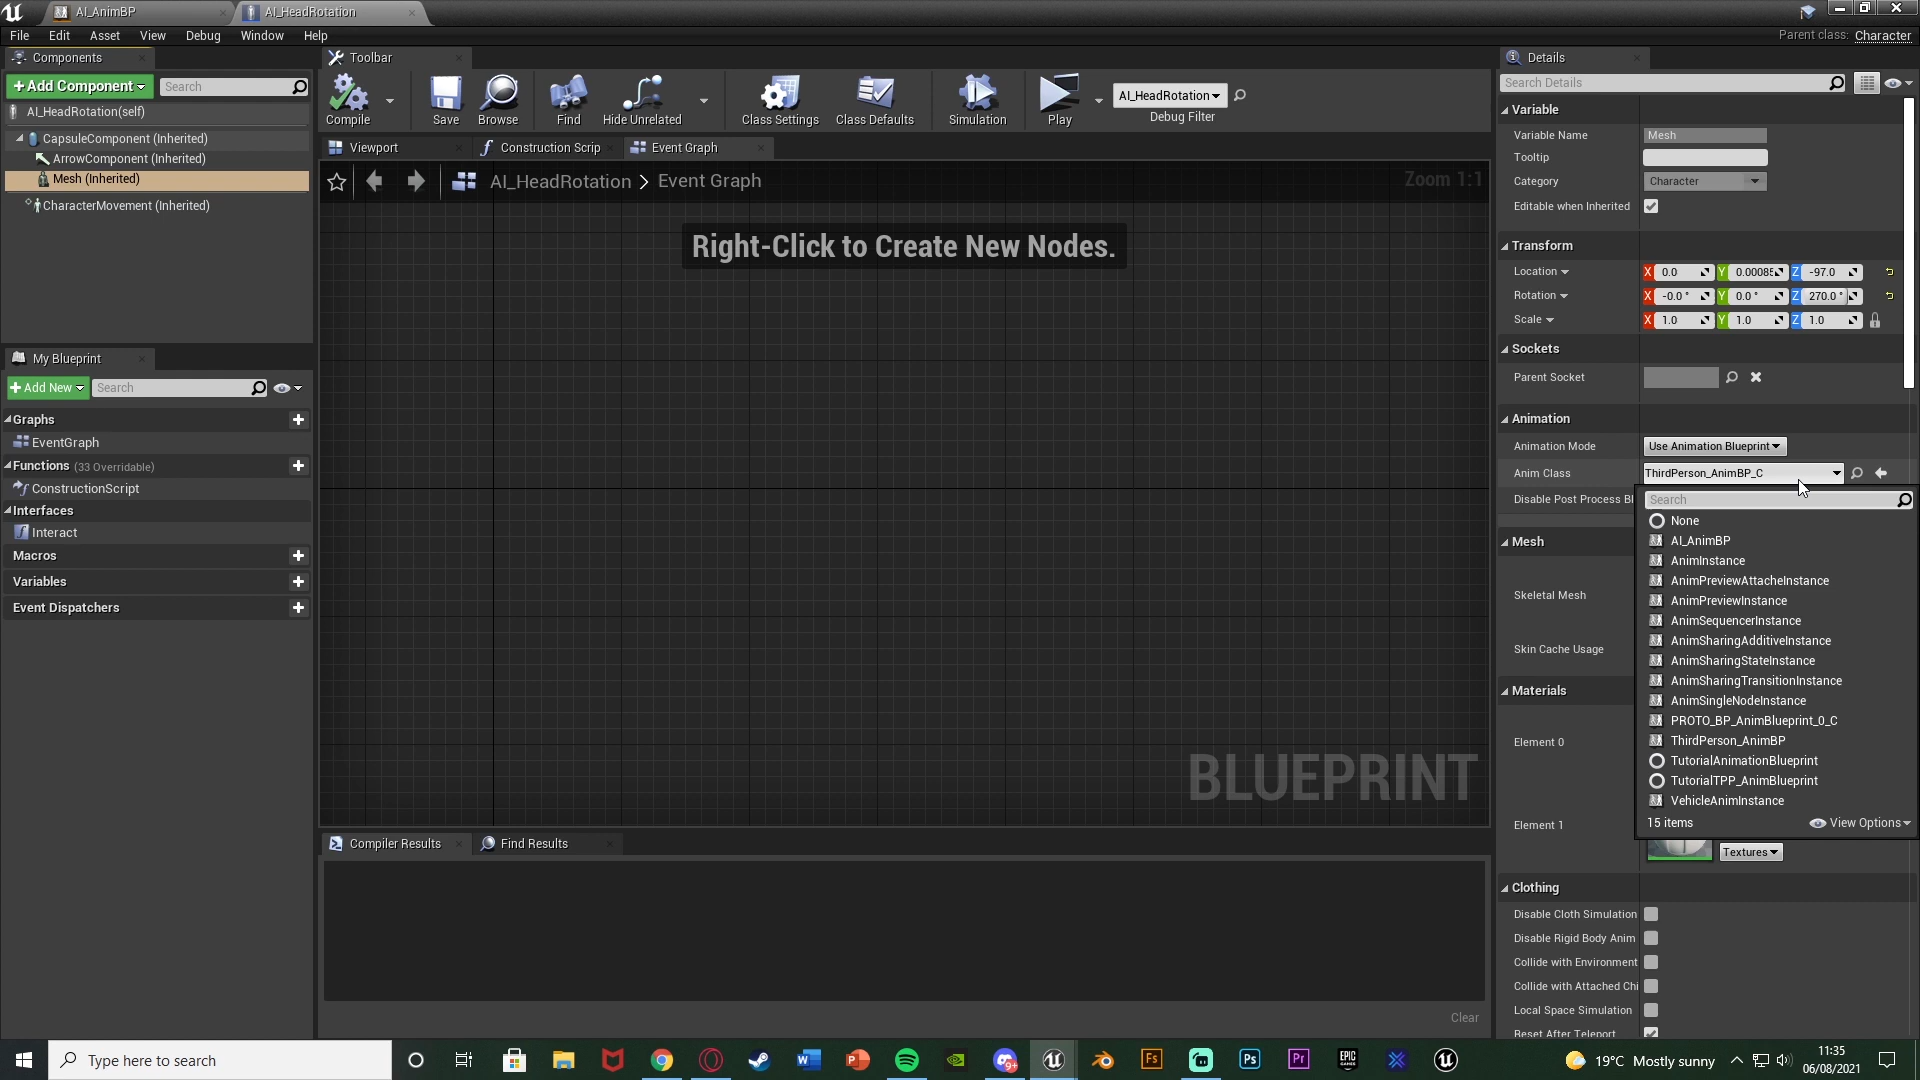 AI_AnimBP
AI_HeadRotation
File Edit Asset View Debug Window Help
Parent class: Character
Components
+ Add Component
Search
AI_HeadRotation(self)
CapsuleComponent (Inherited)
ArrowComponent (Inherited)
Mesh (Inherited)
CharacterMovement (Inherited)
My Blueprint
+ Add New
Search
Graphs
EventGraph
Functions (33 Overridable)
ConstructionScript
Interfaces
Interact
Macros
Variables
Event Dispatchers
Toolbar
Compile Save Browse Find Hide Unrelated Class Settings Class Defaults Simulation Play
AI_HeadRotation
Debug Filter
Viewport Construction Scrip Event Graph
AI_HeadRotation > Event Graph
Zoom 1:1
Right-Click to Create New Nodes.
BLUEPRINT
Compiler Results Find Results
Clear
Details
Search Details
Variable
Variable Name Mesh
Tooltip
Category Character
Editable when Inherited
Transform
Location X 0.0 Y 0.00085 Z -97.0
Rotation X -0.0 ° Y 0.0 ° Z 270.0 °
Scale X 1.0 Y 1.0 Z 1.0
Sockets
Parent Socket
Animation
Animation Mode Use Animation Blueprint
Anim Class ThirdPerson_AnimBP_C
Disable Post Process Bl
Search
None
AI_AnimBP
AnimInstance
AnimPreviewAttacheInstance
AnimPreviewInstance
AnimSequencerInstance
AnimSharingAdditiveInstance
AnimSharingStateInstance
AnimSharingTransitionInstance
AnimSingleNodeInstance
PROTO_BP_AnimBlueprint_0_C
ThirdPerson_AnimBP
TutorialAnimationBlueprint
TutorialTPP_AnimBlueprint
VehicleAnimInstance
15 items View Options
Mesh
Skeletal Mesh
Skin Cache Usage
Materials
Element 0
Element 1
Textures
Clothing
Disable Cloth Simulation
Disable Rigid Body Anim
Collide with Environment
Collide with Attached Chi
Local Space Simulation
Reset After Teleport
Type here to search
9+
W
P
Fs
Ps
Pr
EPIC
GAMES
19°C Mostly sunny
11:35
06/08/2021